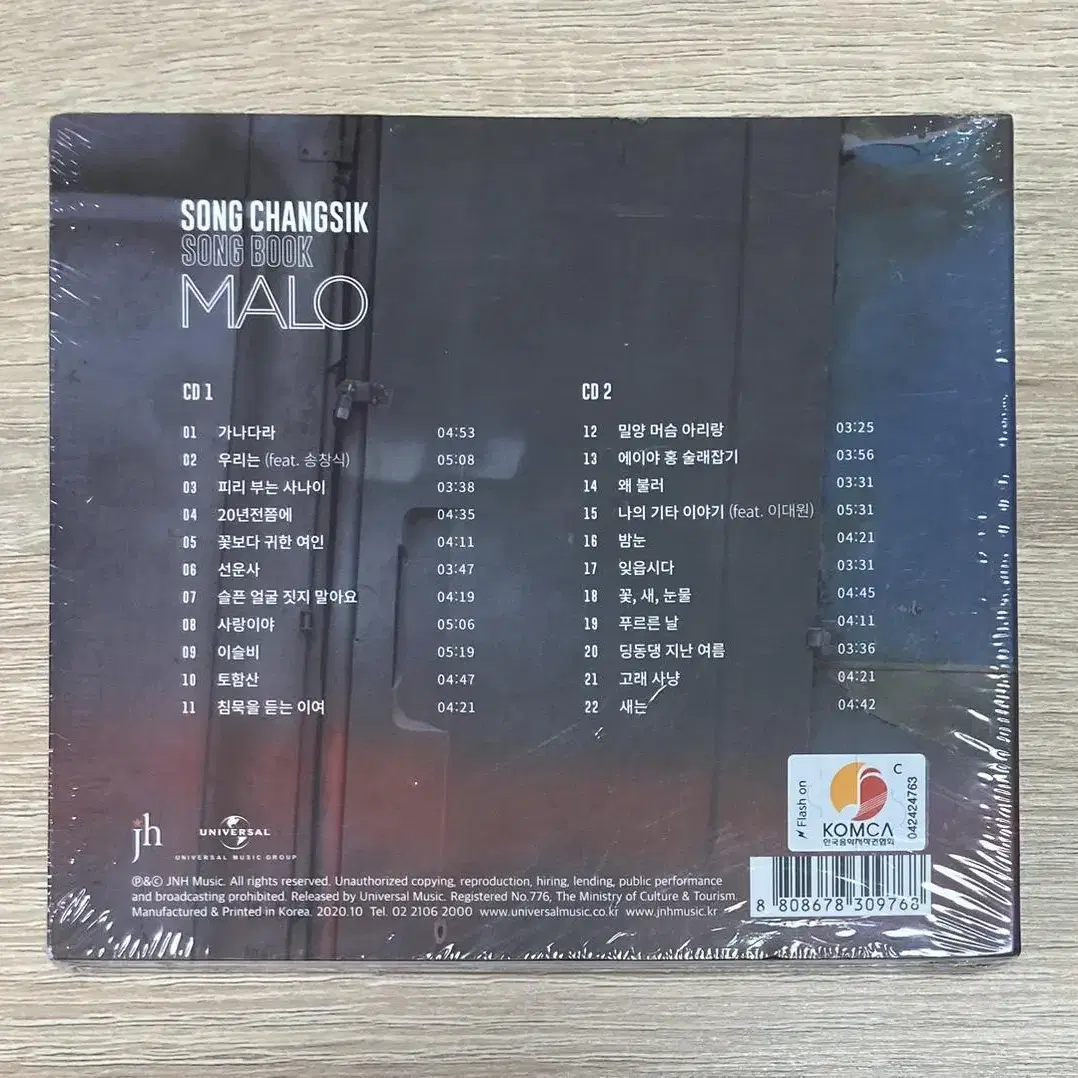 SONG CHANGSIK
SONG BOOK
MALO
CD 1
01 가나다라 04:53
02 우리는 (feat. 송창식) 05:08
03 피리 부는 사나이 03:38
04 20년전쯤에 04:35
05 꽃보다 귀한 여인 04:11
06 선운사 03:47
07 슬픈 얼굴 짓지 말아요 04:19
08 사랑이야 05:06
09 이슬비 05:19
10 토함산 04:47
11 침묵을 듣는 이여 04:21
CD 2
12 밀양 머슴 아리랑 03:25
13 에이야 홍 술래잡기 03:56
14 왜 불러 03:31
15 나의 기타 이야기 (feat. 이대원) 05:31
16 밤눈 04:21
17 잊읍시다 03:31
18 꽃, 새, 눈물 04:45
19 푸르른 날 04:11
20 딩동댕 지난 여름 03:36
21 고래 사냥 04:21
22 새는 04:42
jh
UNIVERSAL
UNIVERSAL MUSIC GROUP
Flash on
KOMCA
한국음악저작권협회
C
042424763
℗&© JNH Music. All rights reserved. Unauthorized copying, reproduction, hiring, lending, public performance
and broadcasting prohibited. Released by Universal Music. Registered No.776, The Ministry of Culture & Tourism.
Manufactured & Printed in Korea. 2020.10 Tel. 02 2106 2000 www.universalmusic.co.kr www.jnhmusic.kr
8 808678 309768